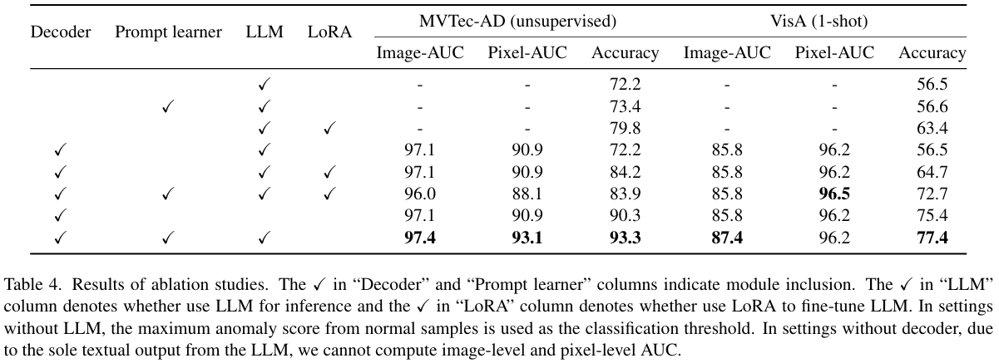 Decoder Prompt learner LLM LoRA MVTec-AD (unsupervised) VisA (1-shot)
Image-AUC Pixel-AUC Accuracy Image-AUC Pixel-AUC Accuracy
✓ - - 72.2 - - 56.5
✓ ✓ - - 73.4 - - 56.6
✓ ✓ - - 79.8 - - 63.4
✓ ✓ 97.1 90.9 72.2 85.8 96.2 56.5
✓ ✓ ✓ 97.1 90.9 84.2 85.8 96.2 64.7
✓ ✓ ✓ ✓ 96.0 88.1 83.9 85.8 96.5 72.7
✓ 97.1 90.9 90.3 85.8 96.2 75.4
✓ ✓ ✓ 97.4 93.1 93.3 87.4 96.2 77.4
Table 4. Results of ablation studies. The ✓ in “Decoder” and “Prompt learner” columns indicate module inclusion. The ✓ in “LLM”
column denotes whether use LLM for inference and the ✓ in “LoRA” column denotes whether use LoRA to fine-tune LLM. In settings
without LLM, the maximum anomaly score from normal samples is used as the classification threshold. In settings without decoder, due
to the sole textual output from the LLM, we cannot compute image-level and pixel-level AUC.